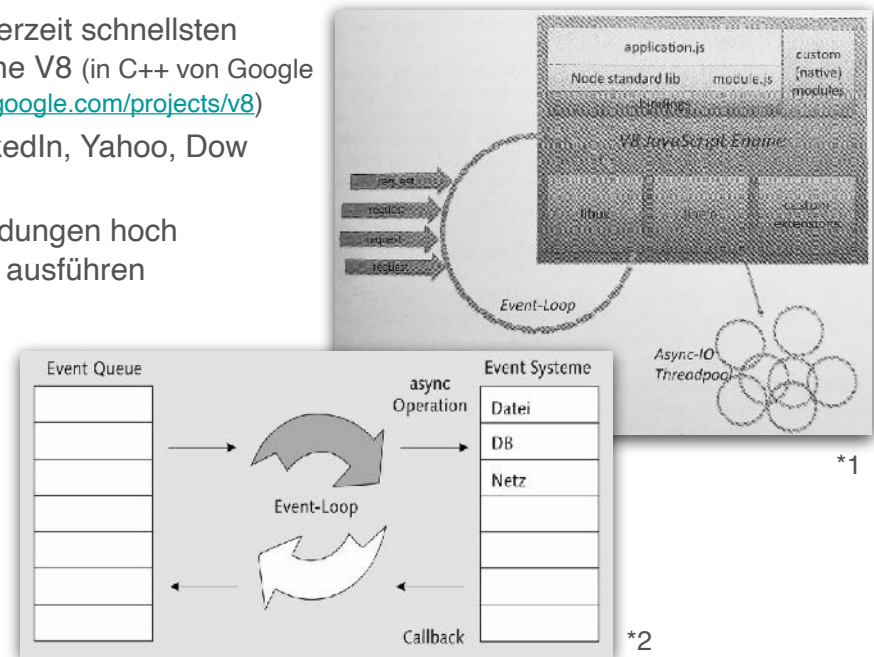 erzeit schnellsten
ne V8 (in C++ von Google
google.com/projects/v8)
kedIn, Yahoo, Dow
dungen hoch
ausführen
application.js
Node standard lib module.js
custom
(native)
modules
bindings
V8 JavaScript Engine
libuv
custom
extensions
request
request
request
request
Event-Loop
Async-IO
Threadpool
*1
Event Queue
async
Operation
Event Systeme
Datei
DB
Netz
Event-Loop
Callback
*2